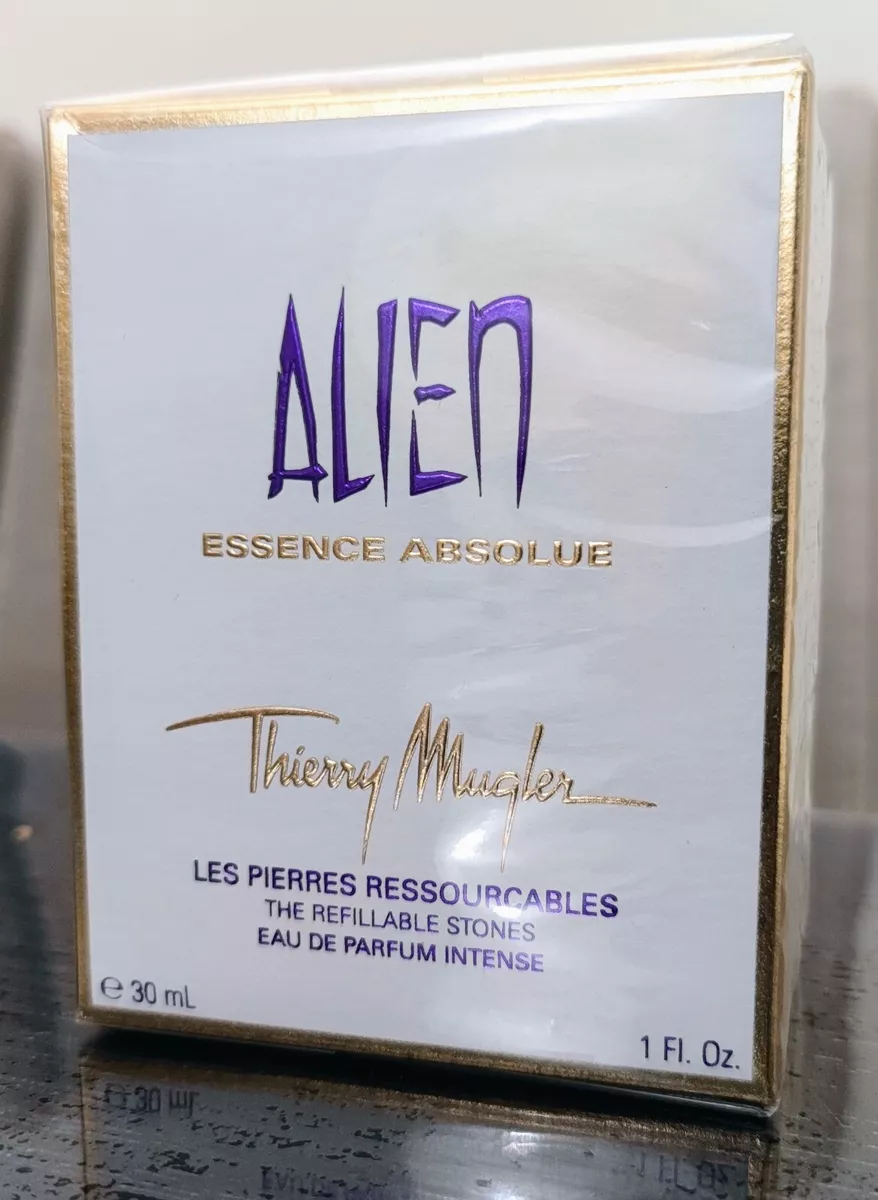 ALIEN
ESSENCE ABSOLUE
Thierry Mugler
LES PIERRES RESSOURCABLES
THE REFILLABLE STONES
EAU DE PARFUM INTENSE
℮ 30 mL
1 Fl. Oz.